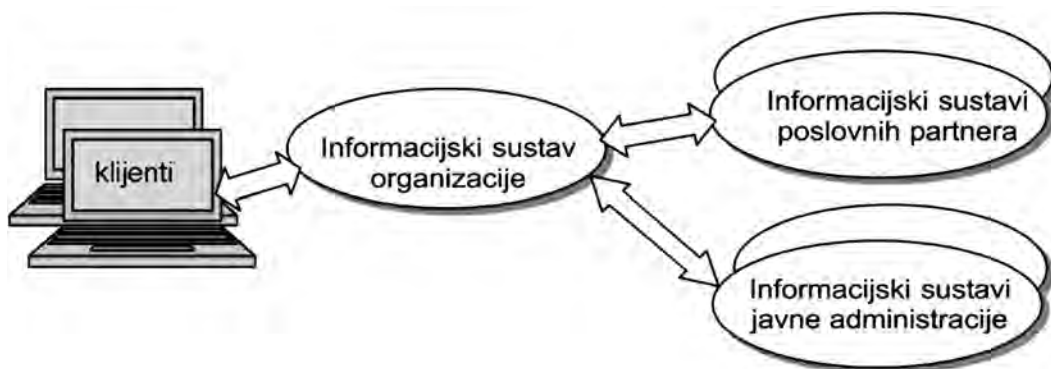 klijenti
Informacijski sustav
organizacije
Informacijski sustavi
poslovnih partnera
Informacijski sustavi
javne administracije